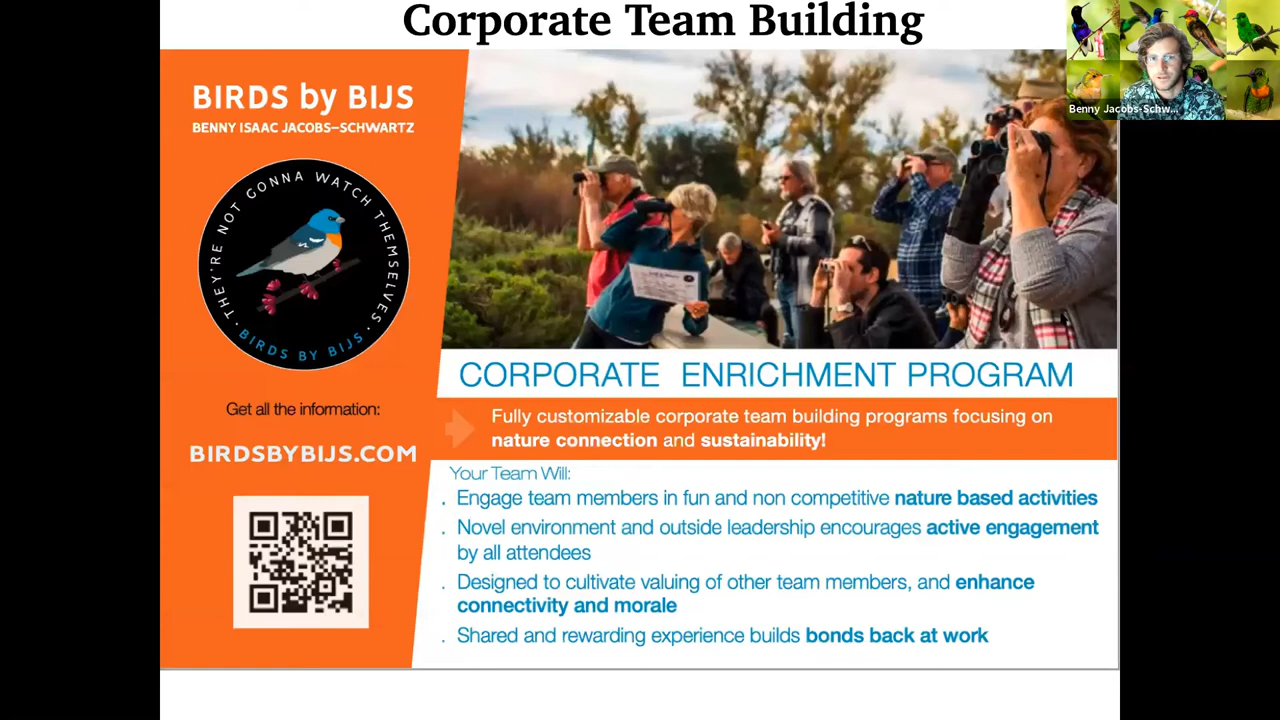 Corporate Team Building
BIRDS by BIJS
BENNY ISAAC JACOBS–SCHWARTZ
THEY'RE NOT GONNA WATCH THEMSELVES
BIRDS BY BIJS
Get all the information:
BIRDSBYBIJS.COM
Benny Jacobs-Schw...
CORPORATE ENRICHMENT PROGRAM
Fully customizable corporate team building programs focusing on
nature connection and sustainability!
Your Team Will:
. Engage team members in fun and non competitive nature based activities
. Novel environment and outside leadership encourages active engagement
by all attendees
. Designed to cultivate valuing of other team members, and enhance
connectivity and morale
. Shared and rewarding experience builds bonds back at work